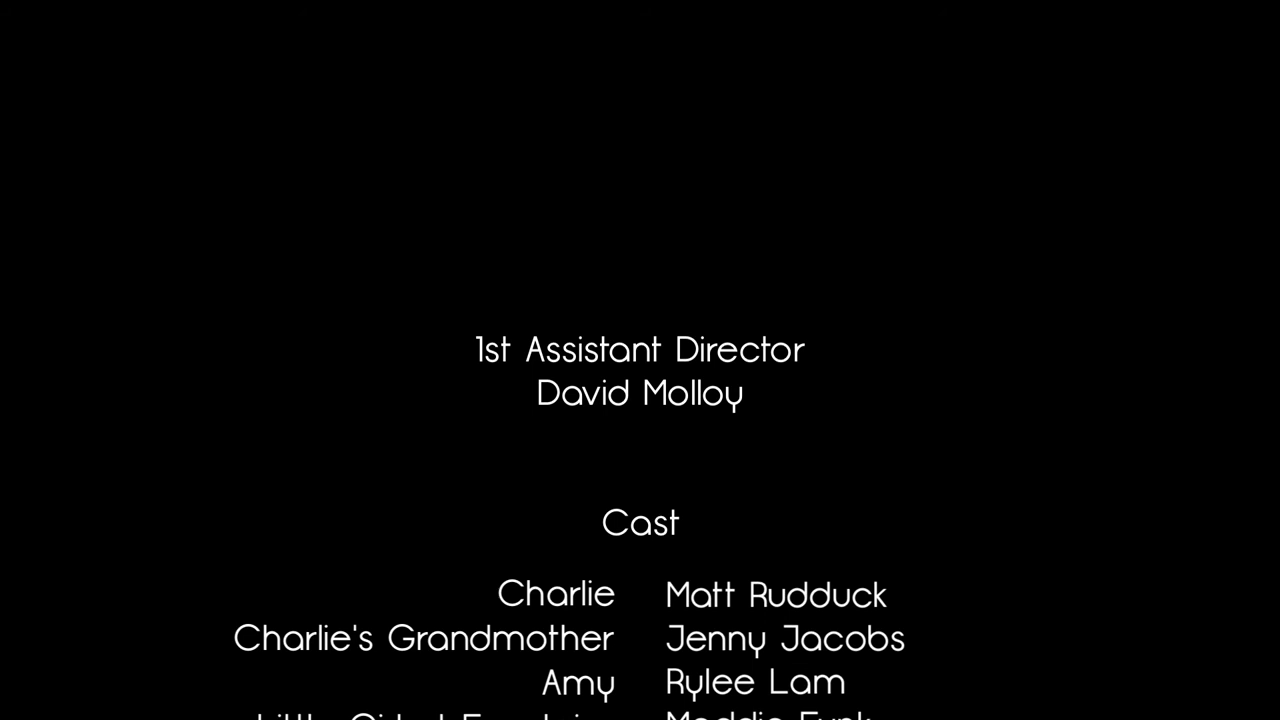 1st Assistant Director
David Molloy
Cast
Charlie Matt Rudduck
Charlie's Grandmother Jenny Jacobs
Amy Rylee Lam